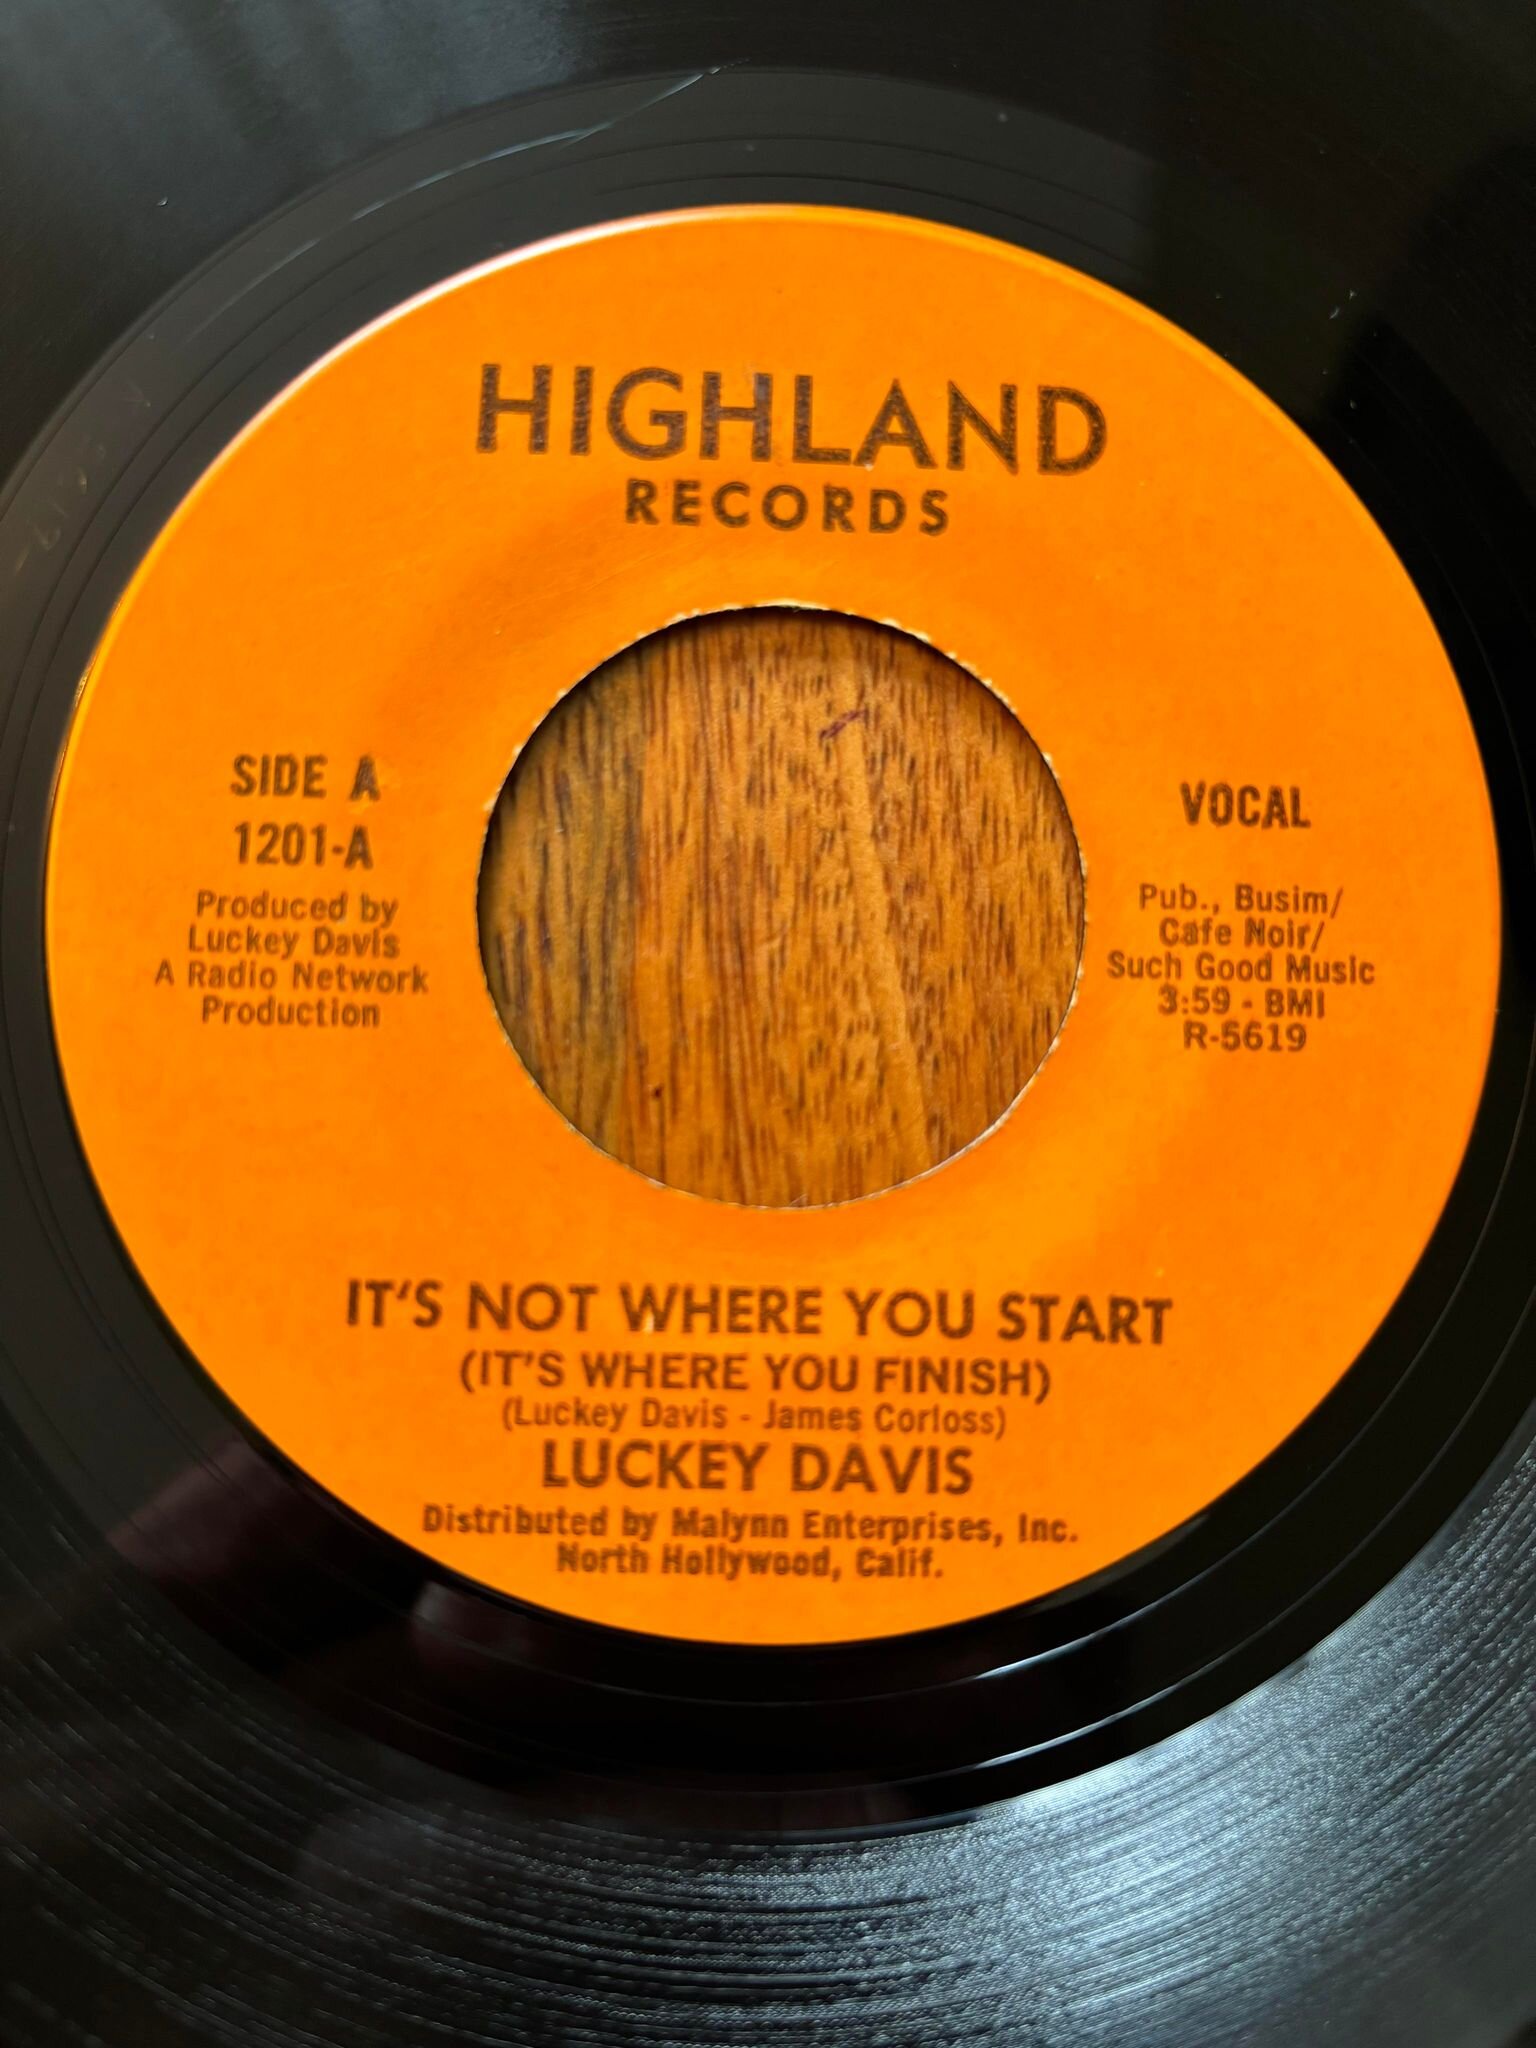 HIGHLAND
RECORDS
SIDE A
1201-A
Produced by
Luckey Davis
A Radio Network
Production
VOCAL
Pub., Busim/
Cafe Noir/
Such Good Music
3:59 - BMI
R-5619
IT'S NOT WHERE YOU START
(IT'S WHERE YOU FINISH)
(Luckey Davis - James Corloss)
LUCKEY DAVIS
Distributed by Malynn Enterprises, Inc.
North Hollywood, Calif.